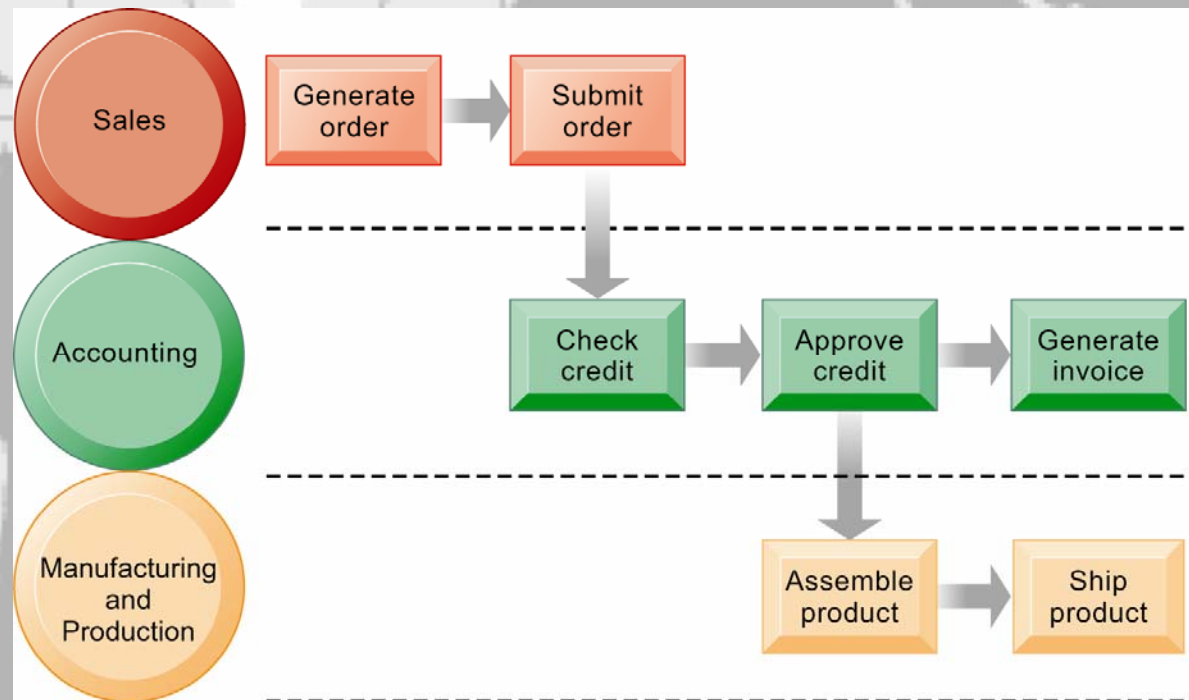 Sales
Generate
order
Submit
order
Accounting
Check
credit
Approve
credit
Generate
invoice
Manufacturing
and
Production
Assemble
product
Ship
product